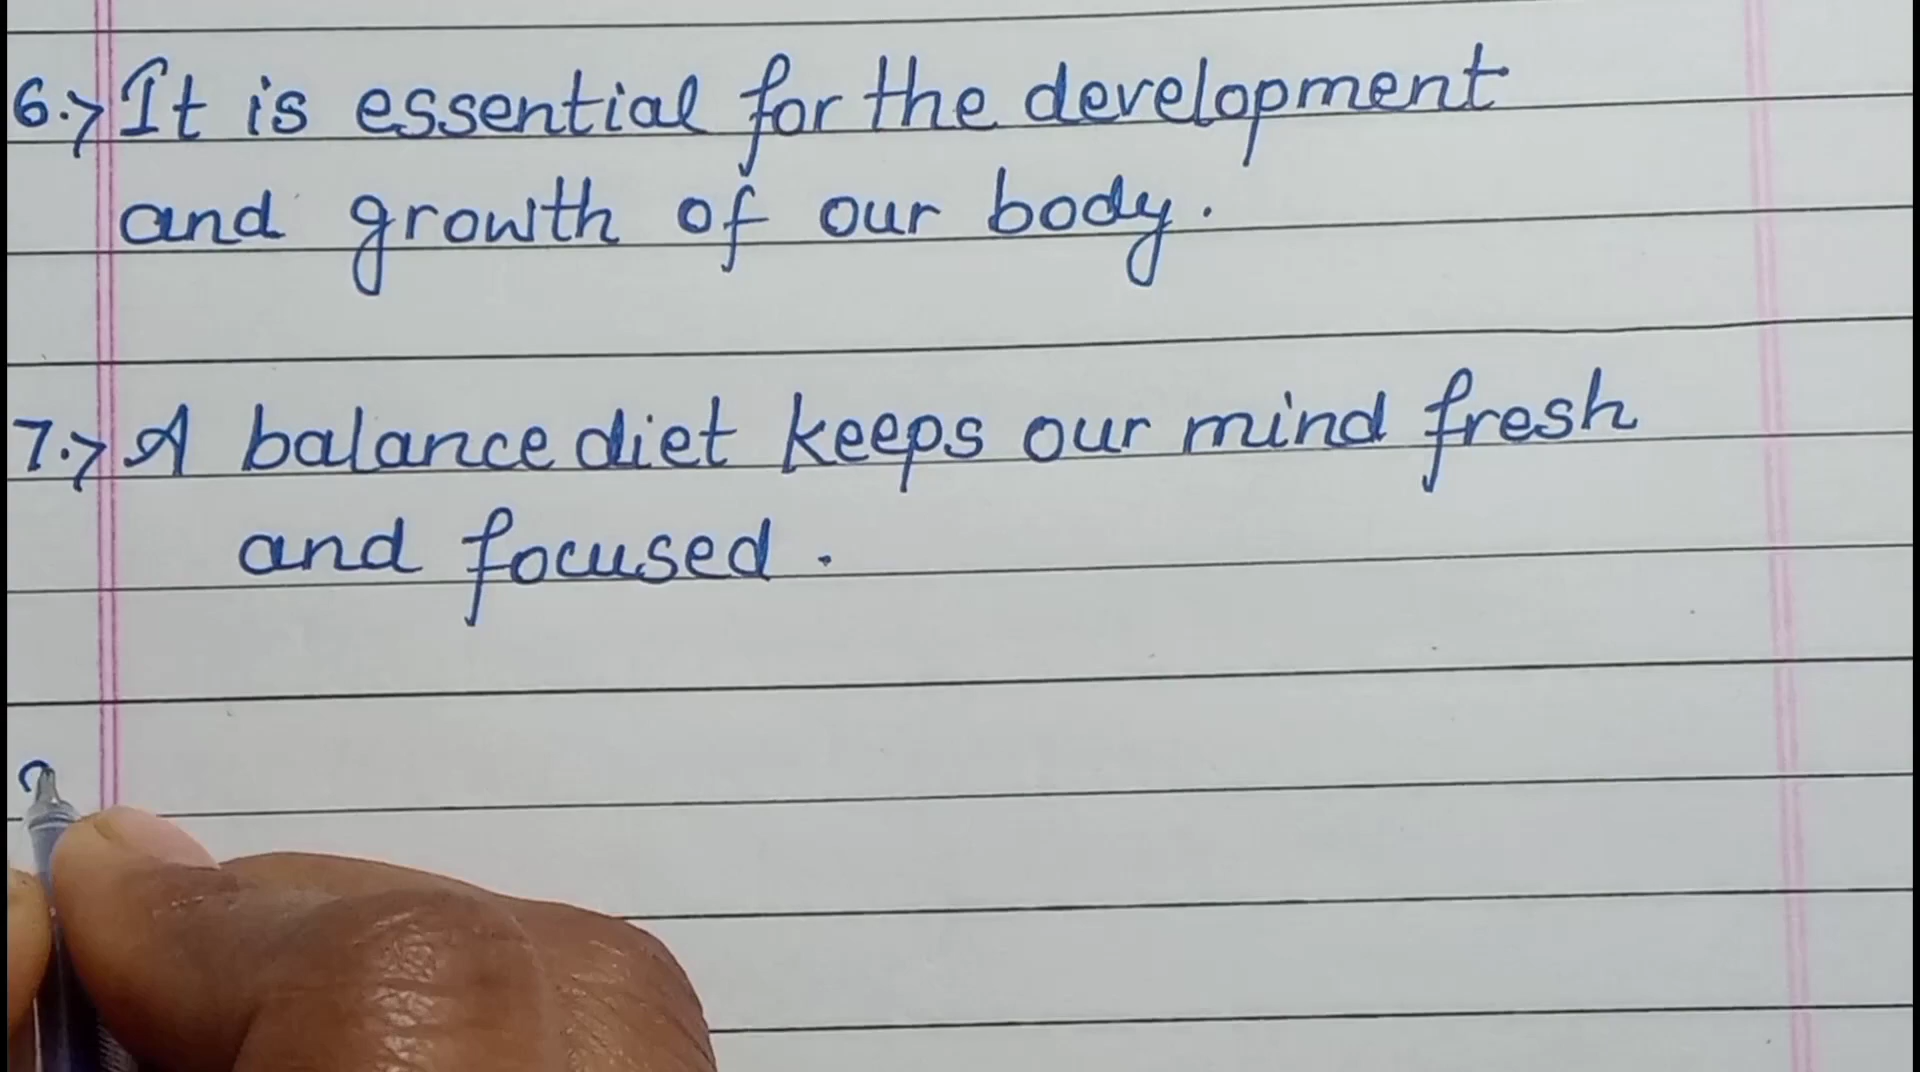 6.> It is essential for the development
and growth of our body.
7.> A balance diet keeps our mind fresh
and focused.